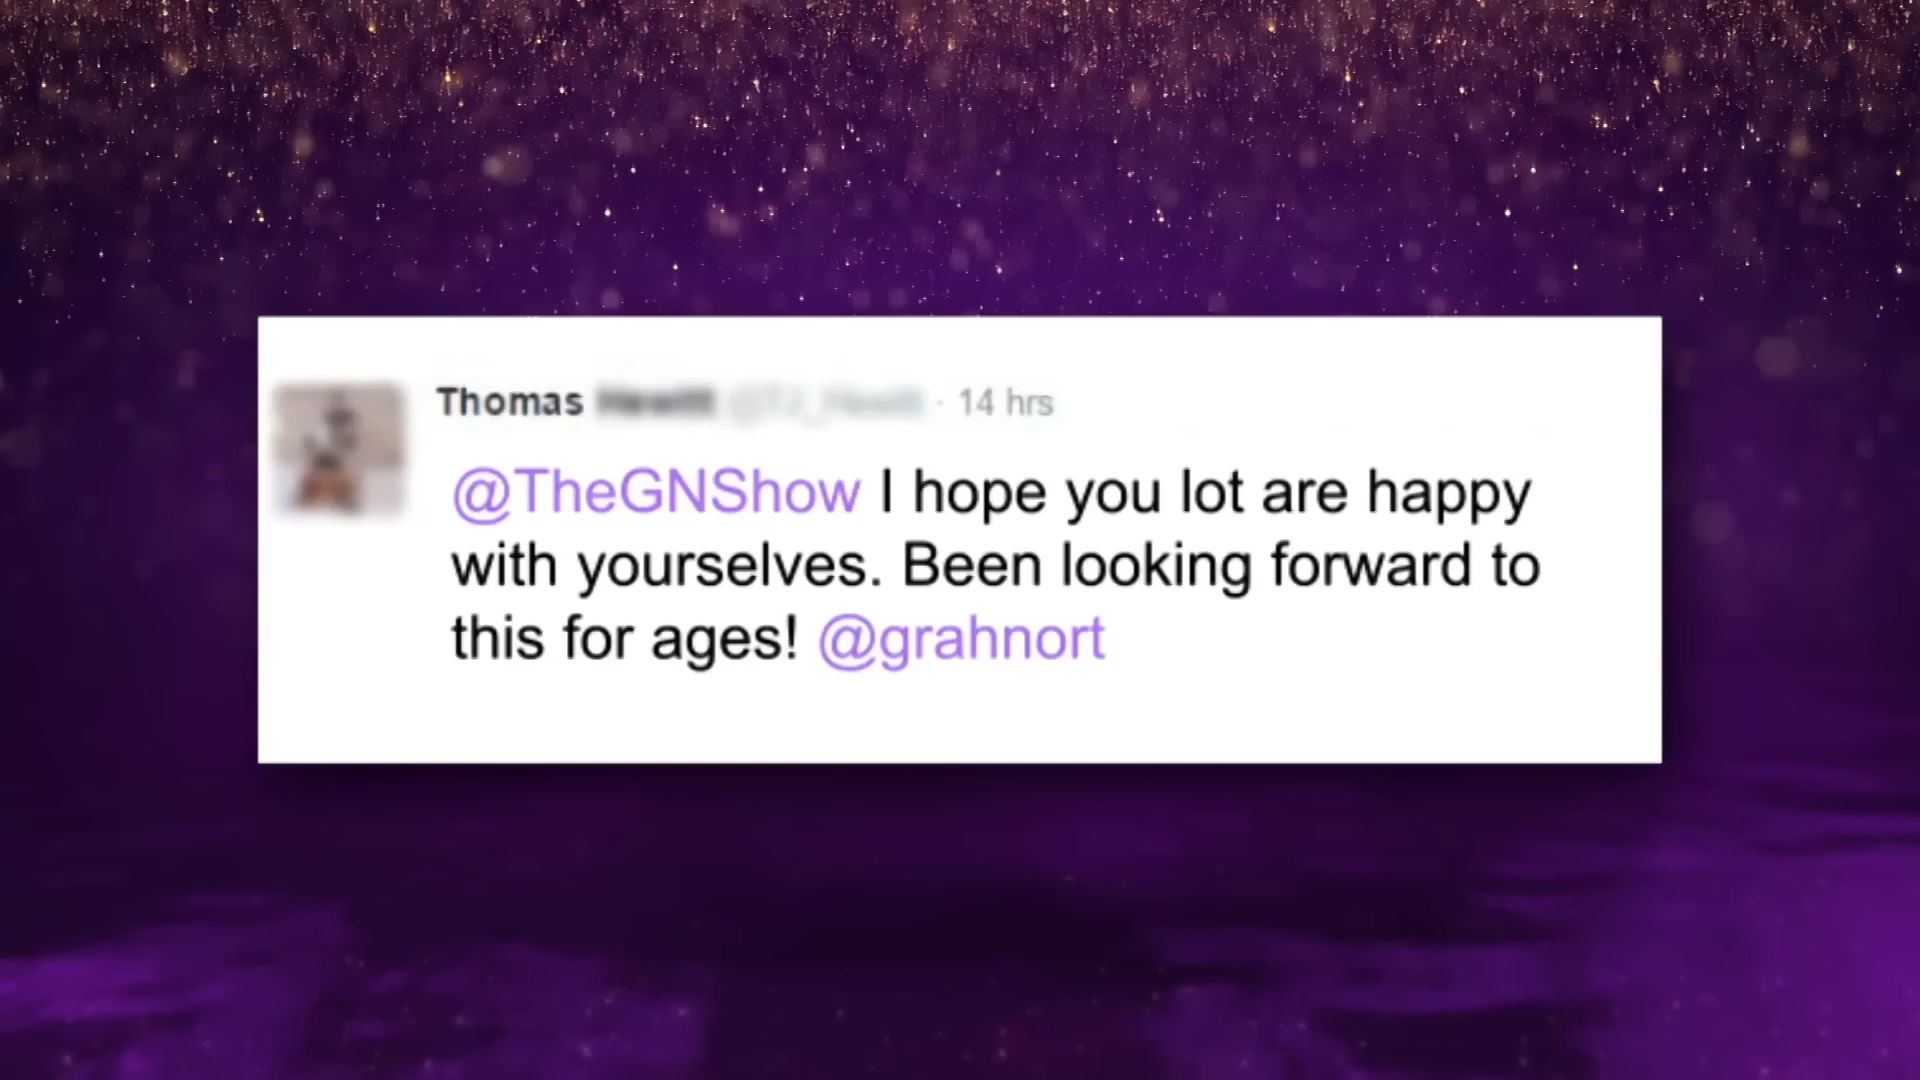 Thomas · 14 hrs
@TheGNShow I hope you lot are happy
with yourselves. Been looking forward to
this for ages! @grahnort